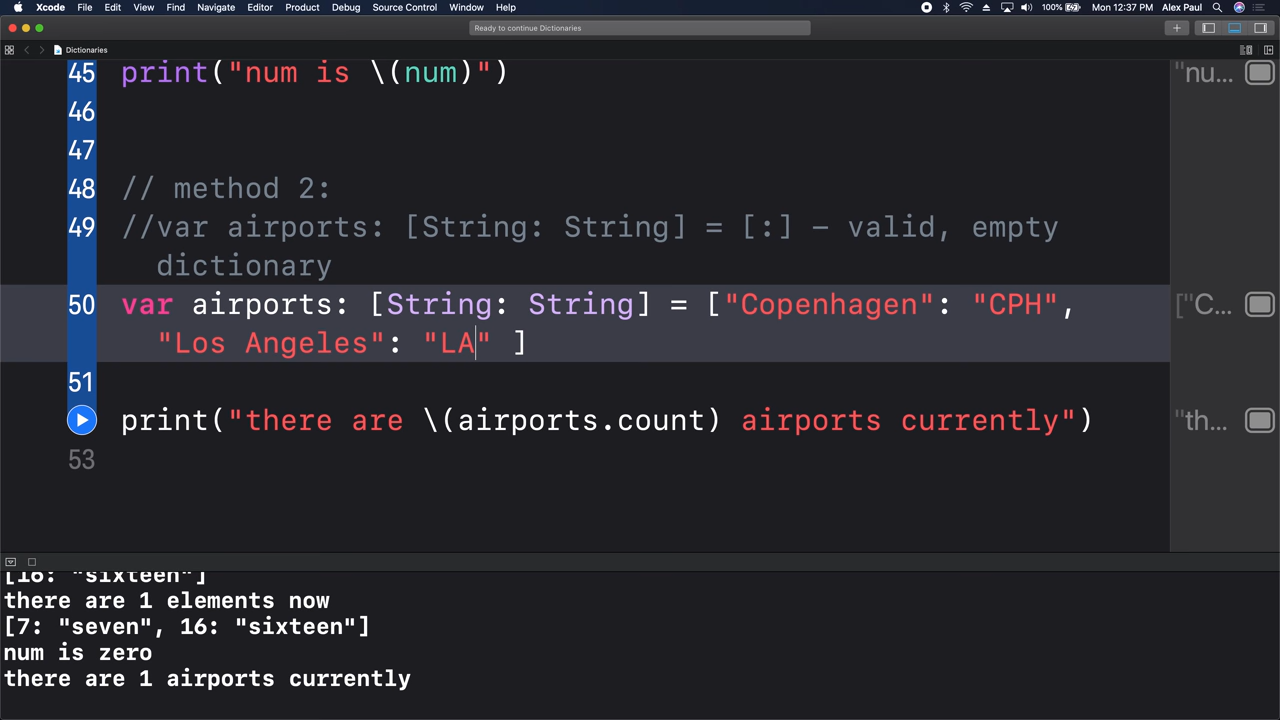 Xcode File Edit View Find Navigate Editor Product Debug Source Control Window Help 100% Mon 12:37 PM Alex Paul
Ready to continue Dictionaries
Dictionaries
45 print("num is \(num)") "nu...
46
47
48 // method 2:
49 //var airports: [String: String] = [:] - valid, empty
dictionary
50 var airports: [String: String] = ["Copenhagen": "CPH", ["C...
"Los Angeles": "LA" ]
51
print("there are \(airports.count) airports currently") "th...
53
[16: "sixteen"]
there are 1 elements now
[7: "seven", 16: "sixteen"]
num is zero
there are 1 airports currently